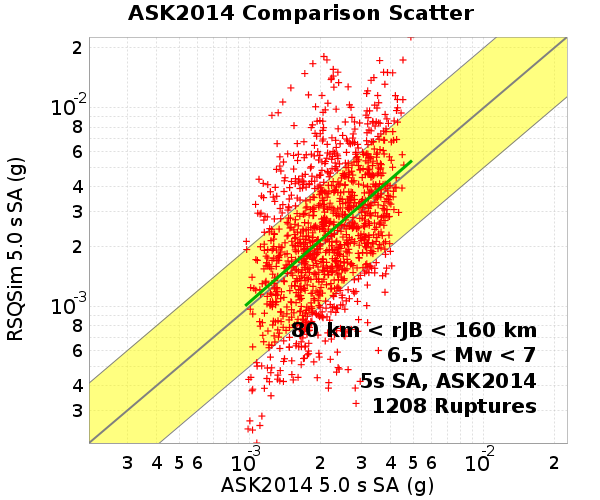 ASK2014 Comparison Scatter
RSQSim 5.0 s SA (g)
2
10-2
8
6
4
3
2
10-3
8
6
4
3
80 km < rJB < 160 km
6.5 < Mw < 7
5s SA, ASK2014
1208 Ruptures
3 4 5 6 10-3 2 3 4 5 6 10-2 2
ASK2014 5.0 s SA (g)